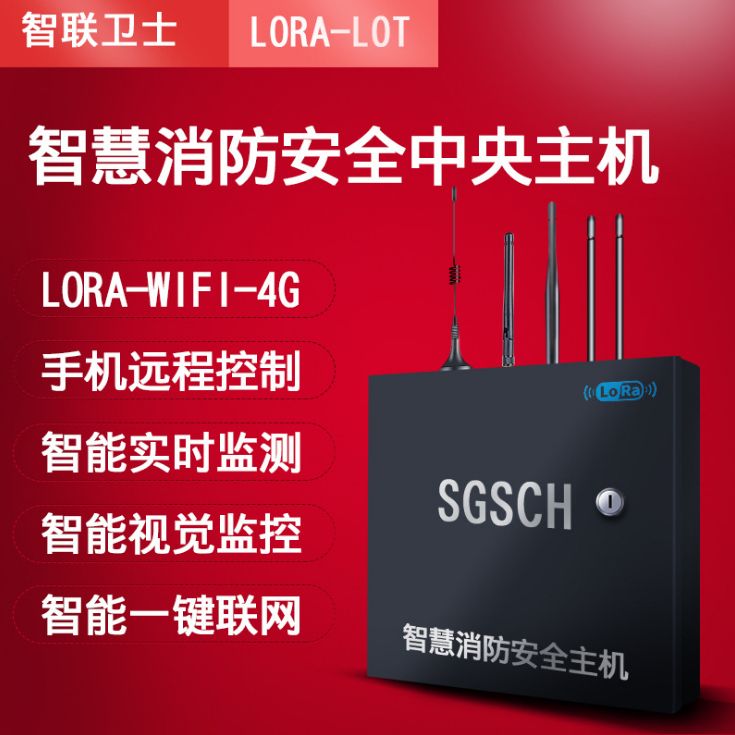 智联卫士
LORA-LOT
智慧消防安全中央主机
LORA-WIFI-4G
手机远程控制
智能实时监测
智能视觉监控
智能一键联网
LoRa
SGSCH
智慧消防安全主机